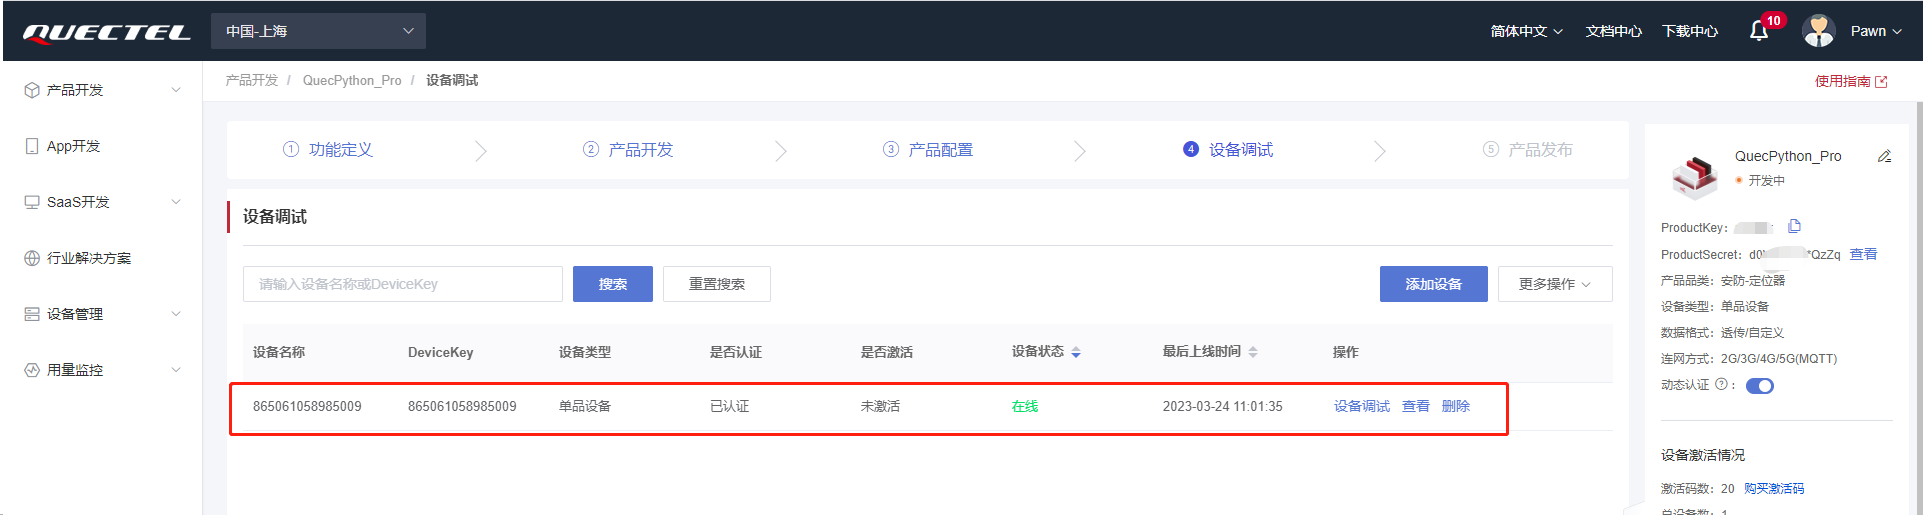 QUECTEL
中国-上海
简体中文
文档中心
下载中心
10
Pawn
产品开发
App开发
SaaS开发
行业解决方案
设备管理
用量监控
产品开发 / QuecPython_Pro / 设备调试
使用指南
1 功能定义
2 产品开发
3 产品配置
4 设备调试
5 产品发布
设备调试
请输入设备名称或DeviceKey
搜索
重置搜索
添加设备
更多操作
设备名称 DeviceKey 设备类型 是否认证 是否激活 设备状态 最后上线时间 操作
865061058985009 865061058985009 单品设备 已认证 未激活 在线 2023-03-24 11:01:35 设备调试 查看 删除
QuecPython_Pro
开发中
ProductKey:
ProductSecret: *QzZq 查看
产品品类: 安防-定位器
设备类型: 单品设备
数据格式: 透传/自定义
连网方式: 2G/3G/4G/5G(MQTT)
动态认证 ? :
设备激活情况
激活码数: 20 购买激活码
总设备数: 1